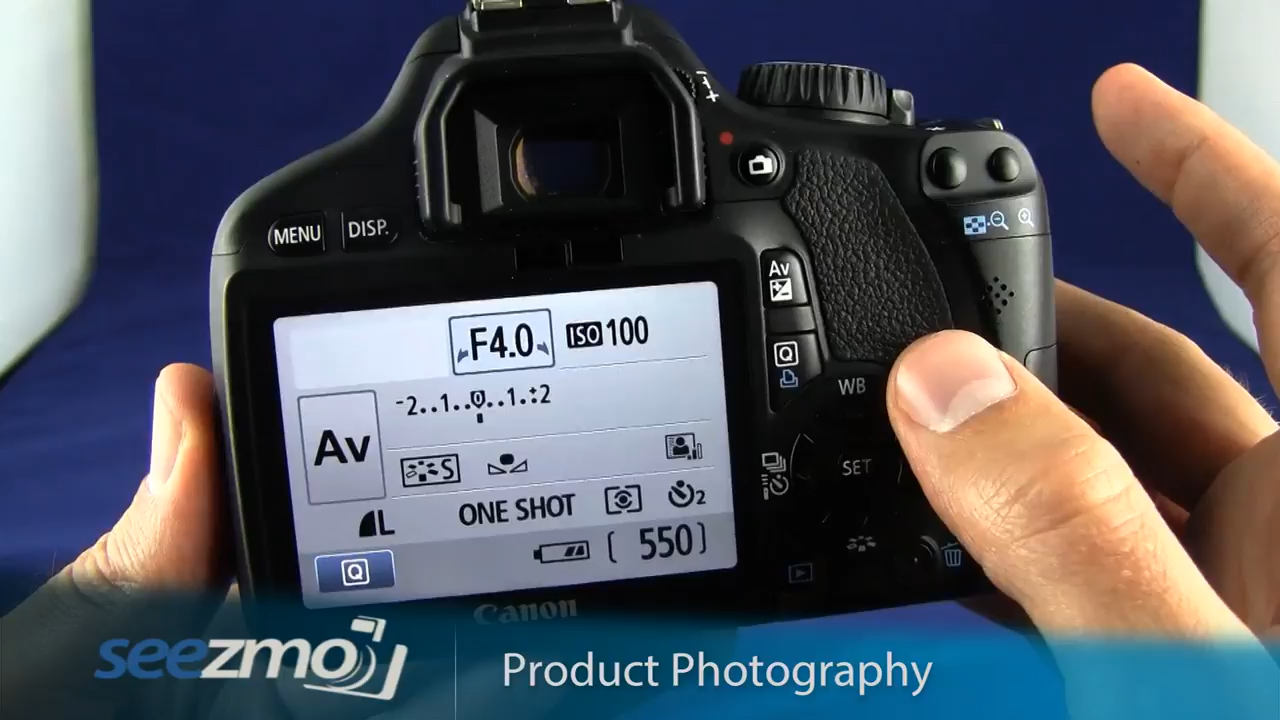 MENU
DISP.
Av
Q
WB
SET
F4.0
ISO 100
-2..1..0..1.:+2
Av
S
L
ONE SHOT
2
Q
[ 550]
Canon
seezmo
Product Photography